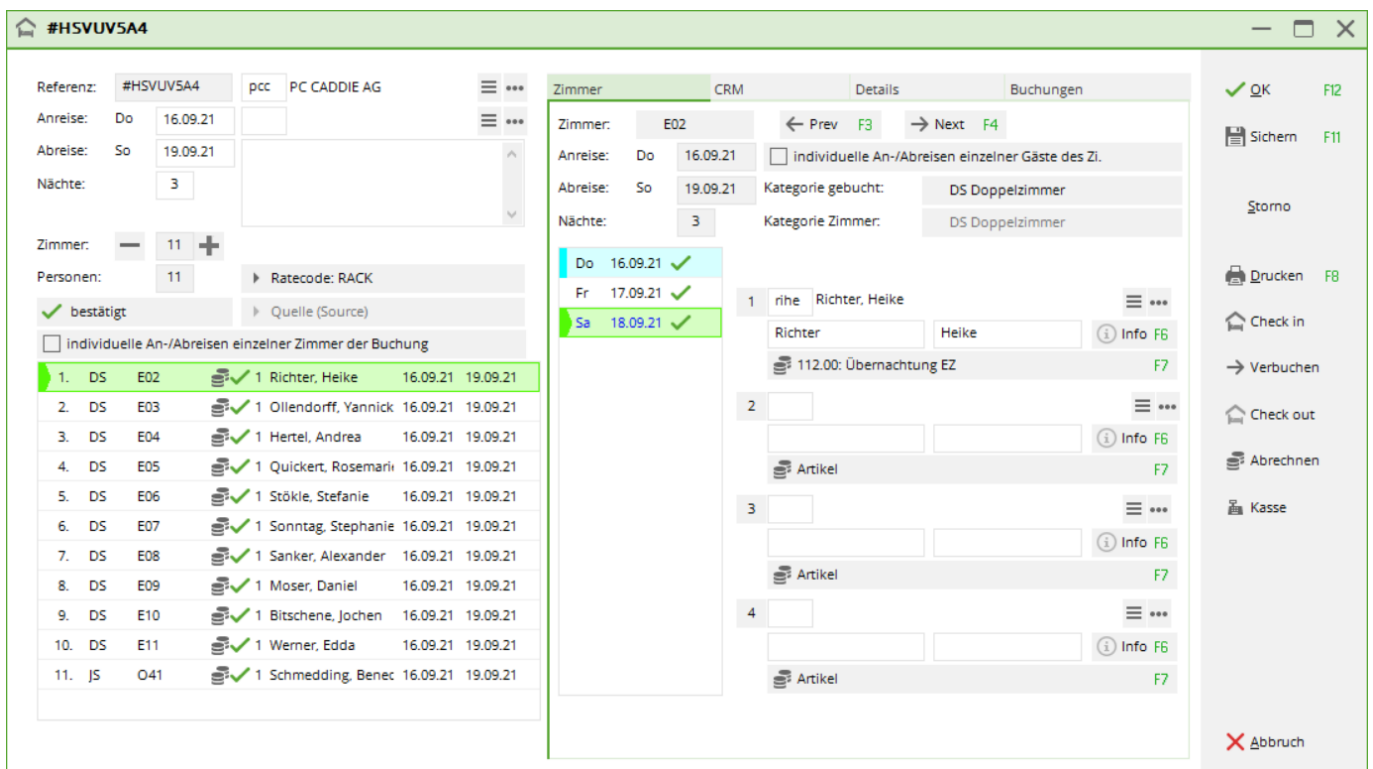 #HSVUV5A4
Referenz: #HSVUV5A4 pcc PC CADDIE AG
Anreise: Do 16.09.21
Abreise: So 19.09.21
Nächte: 3
Zimmer: 11
Personen: 11 Ratecode: RACK
bestätigt Quelle (Source)
individuelle An-/Abreisen einzelner Zimmer der Buchung
1. DS E02 1 Richter, Heike 16.09.21 19.09.21
2. DS E03 1 Ollendorff, Yannick 16.09.21 19.09.21
3. DS E04 1 Hertel, Andrea 16.09.21 19.09.21
4. DS E05 1 Quickert, Rosemari 16.09.21 19.09.21
5. DS E06 1 Stökle, Stefanie 16.09.21 19.09.21
6. DS E07 1 Sonntag, Stephanie 16.09.21 19.09.21
7. DS E08 1 Sanker, Alexander 16.09.21 19.09.21
8. DS E09 1 Moser, Daniel 16.09.21 19.09.21
9. DS E10 1 Bitschene, Jochen 16.09.21 19.09.21
10. DS E11 1 Werner, Edda 16.09.21 19.09.21
11. JS O41 1 Schmedding, Benec 16.09.21 19.09.21
Zimmer CRM Details Buchungen
Zimmer: E02 Prev F3 Next F4
Anreise: Do 16.09.21 individuelle An-/Abreisen einzelner Gäste des Zi.
Abreise: So 19.09.21 Kategorie gebucht: DS Doppelzimmer
Nächte: 3 Kategorie Zimmer: DS Doppelzimmer
Do 16.09.21
Fr 17.09.21
Sa 18.09.21
1 rihe Richter, Heike
Richter Heike Info F6
112.00: Übernachtung EZ F7
2
Info F6
Artikel F7
3
Info F6
Artikel F7
4
Info F6
Artikel F7
OK F12
Sichern F11
Storno
Drucken F8
Check in
Verbuchen
Check out
Abrechnen
Kasse
Abbruch